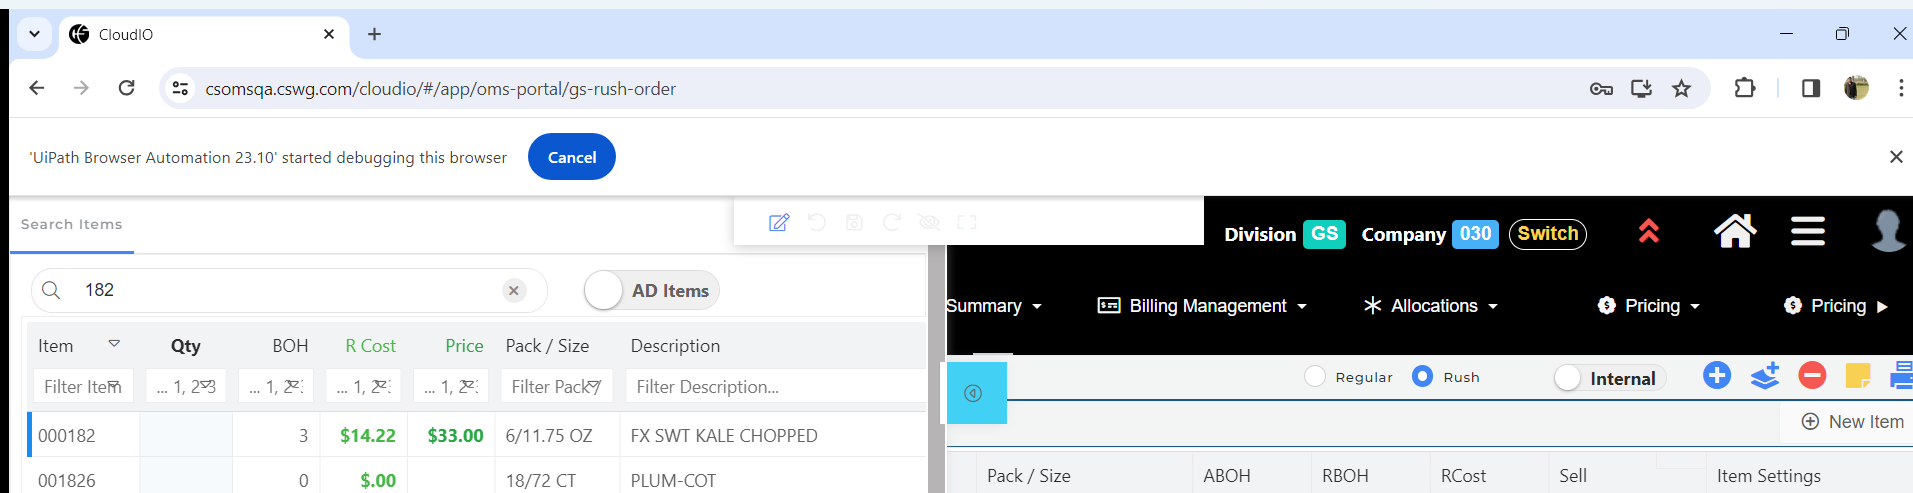 CloudIO
csomsqa.cswg.com/cloudio/#/app/oms-portal/gs-rush-order
'UiPath Browser Automation 23.10' started debugging this browser Cancel
Search Items
Division GS Company 030 Switch
182 AD Items
Summary Billing Management Allocations Pricing Pricing
Item Qty BOH R Cost Price Pack / Size Description
Filter Item ... 1, 2 3 ... 1, 2 ... 1, 2 ... 1, 2 Filter Pack/ Filter Description...
Regular Rush Internal
New Item
000182 3 $14.22 $33.00 6/11.75 OZ FX SWT KALE CHOPPED
001826 0 $.00 18/72 CT PLUM-COT
Pack / Size ABOH RBOH RCost Sell Item Settings